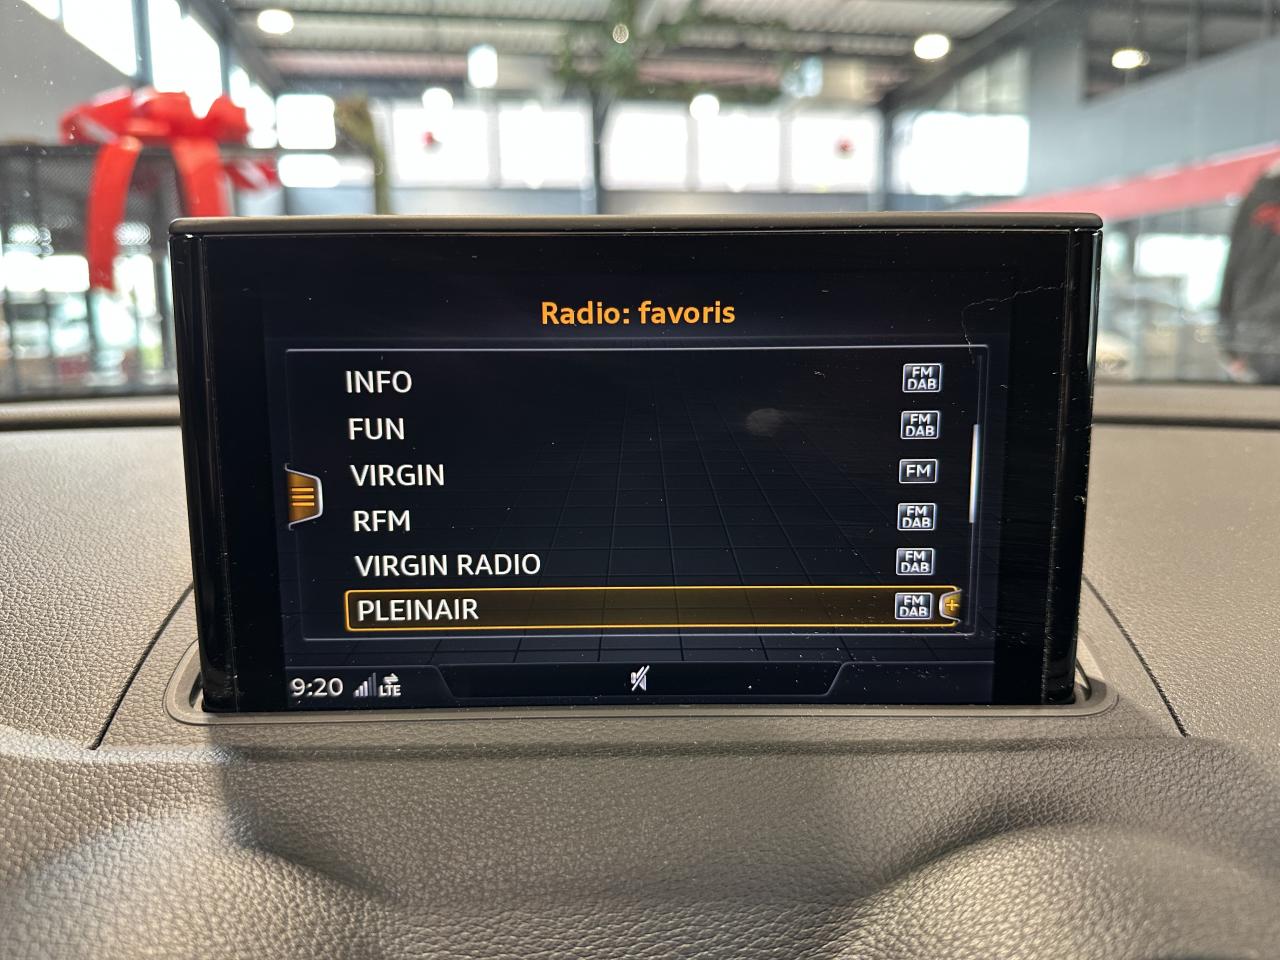 Radio: favoris
INFO FM DAB
FUN FM DAB
VIRGIN FM
RFM FM DAB
VIRGIN RADIO FM DAB
PLEINAIR FM DAB +
9:20 LTE